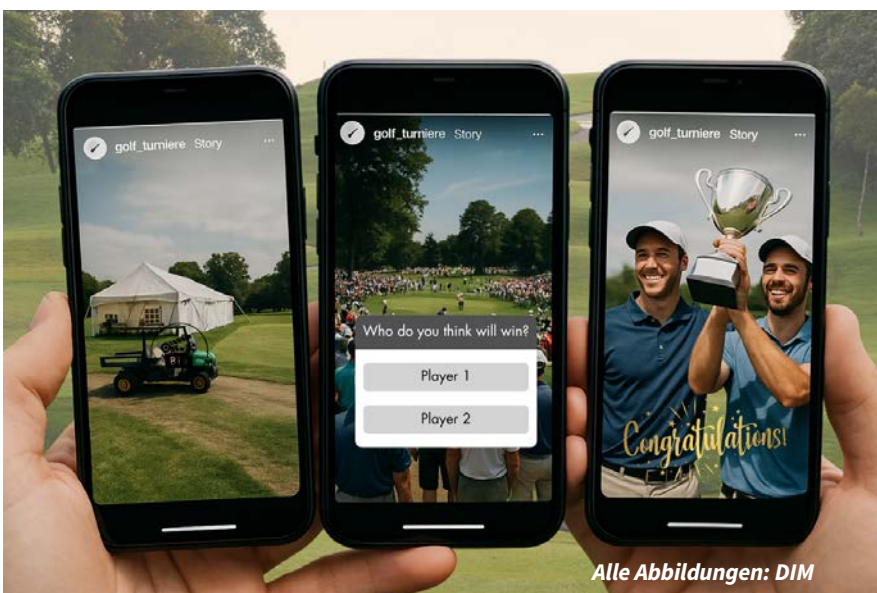 golf_turniere Story
golf_turniere Story
Who do you think will win?
Player 1
Player 2
golf_turniere Story
Congratulations!
Alle Abbildungen: DIM